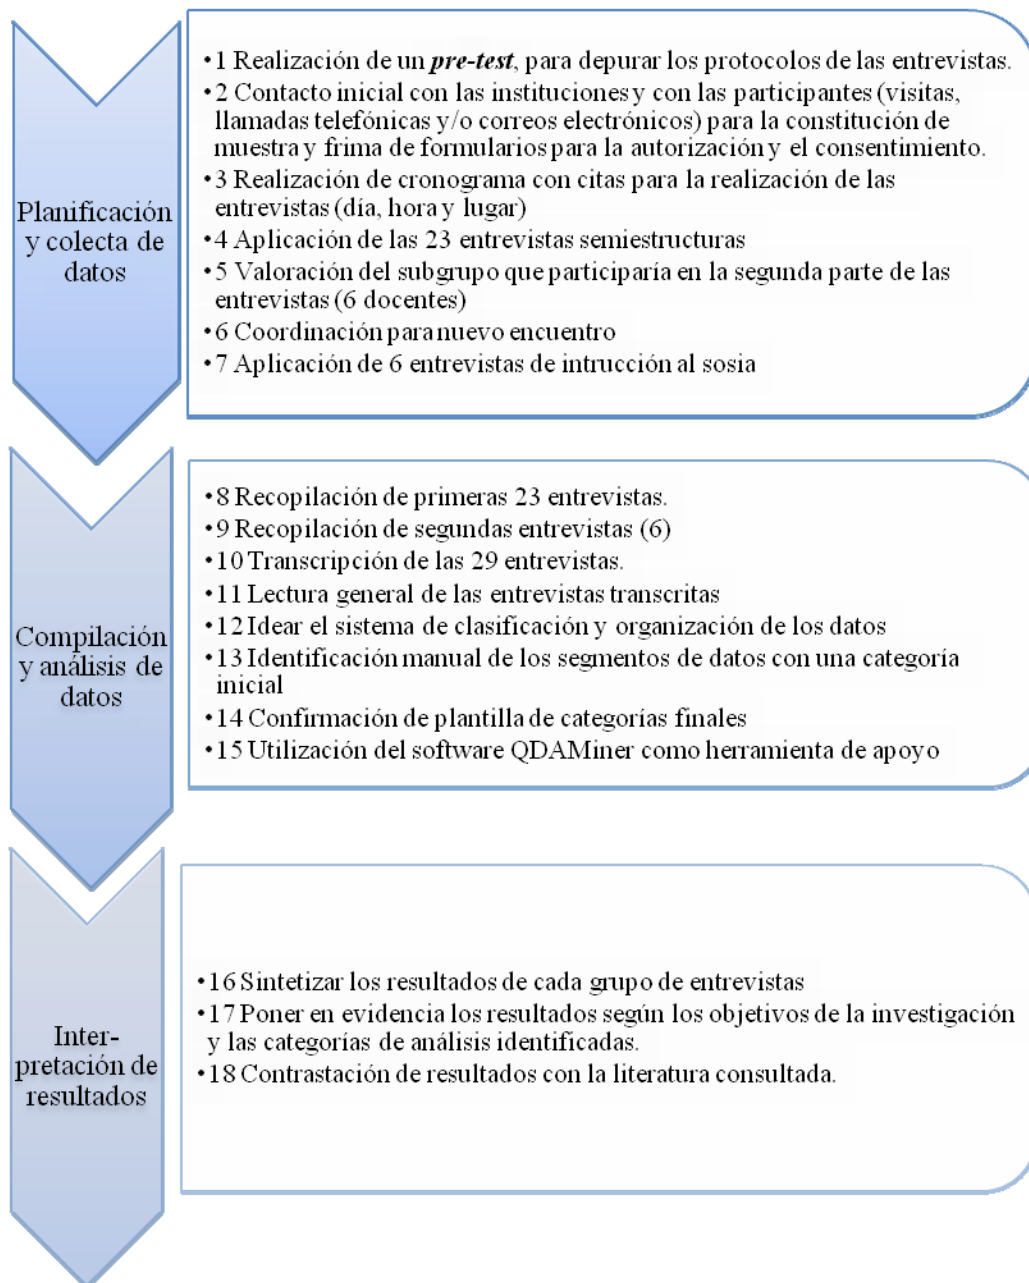 Planificación
y colecta de
datos
•1 Realización de un pre-test, para depurar los protocolos de las entrevistas.
•2 Contacto inicial con las instituciones y con las participantes (visitas,
llamadas telefónicas y/o correos electrónicos) para la constitución de
muestra y frima de formularios para la autorización y el consentimiento.
•3 Realización de cronograma con citas para la realización de las
entrevistas (día, hora y lugar)
•4 Aplicación de las 23 entrevistas semiestructuras
•5 Valoración del subgrupo que participaría en la segunda parte de las
entrevistas (6 docentes)
•6 Coordinación para nuevo encuentro
•7 Aplicación de 6 entrevistas de intrucción al sosia
Compilación
y análisis de
datos
•8 Recopilación de primeras 23 entrevistas.
•9 Recopilación de segundas entrevistas (6)
•10 Transcripción de las 29 entrevistas.
•11 Lectura general de las entrevistas transcritas
•12 Idear el sistema de clasificación y organización de los datos
•13 Identificación manual de los segmentos de datos con una categoría
inicial
•14 Confirmación de plantilla de categorías finales
•15 Utilización del software QDAMiner como herramienta de apoyo
Inter-
pretación de
resultados
•16 Sintetizar los resultados de cada grupo de entrevistas
•17 Poner en evidencia los resultados según los objetivos de la investigación
y las categorías de análisis identificadas.
•18 Contrastación de resultados con la literatura consultada.